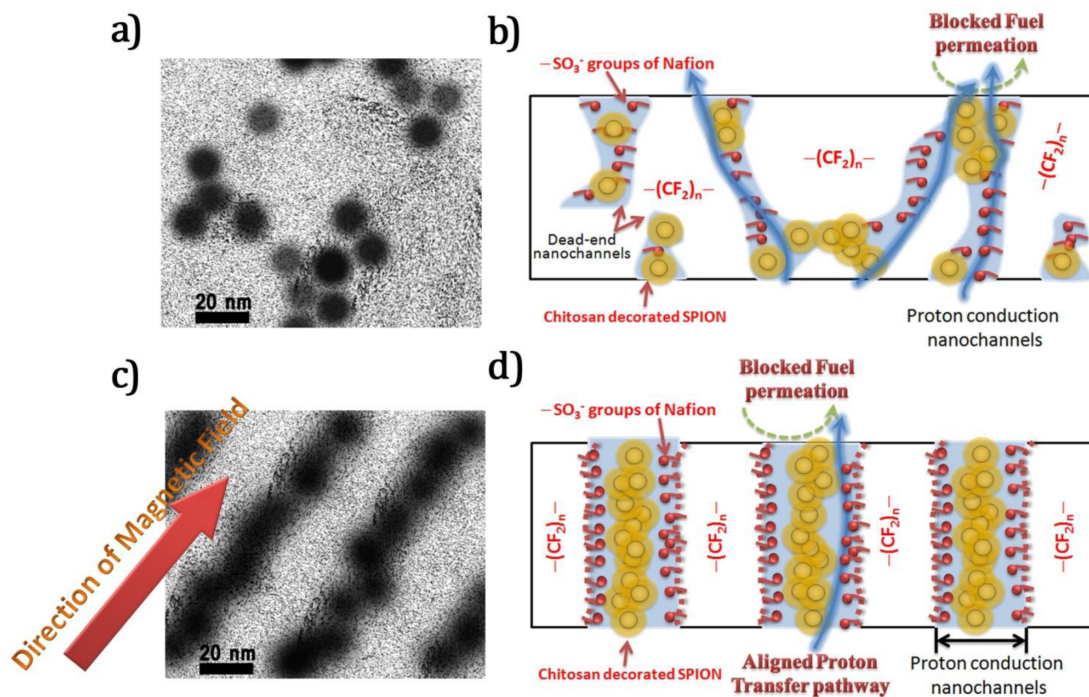 a)
20 nm
b)
Blocked Fuel
permeation
–SO₃⁻ groups of Nafion
–(CF₂)ₙ–
–(CF₂)ₙ–
–(CF₂)ₙ–
Dead-end
nanochannels
Chitosan decorated SPION
Proton conduction
nanochannels
c)
Direction of Magnetic Field
20 nm
d)
Blocked Fuel
permeation
–SO₃⁻ groups of Nafion
–(CF₂)ₙ–
–(CF₂)ₙ–
–(CF₂)ₙ–
–(CF₂)ₙ–
Chitosan decorated SPION
Aligned Proton
Transfer pathway
Proton conduction
nanochannels